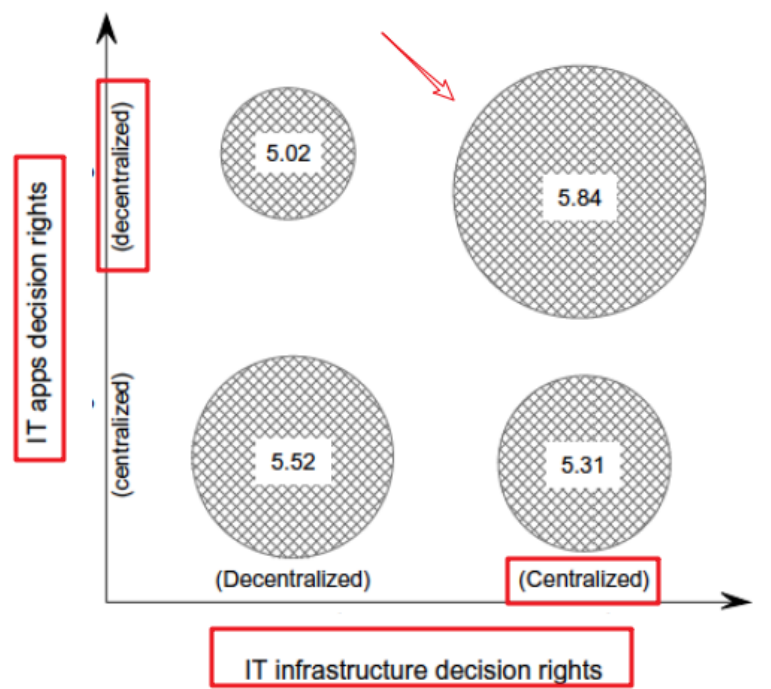 IT apps decision rights
(decentralized)
(centralized)
5.02
5.84
5.52
5.31
(Decentralized)
(Centralized)
IT infrastructure decision rights